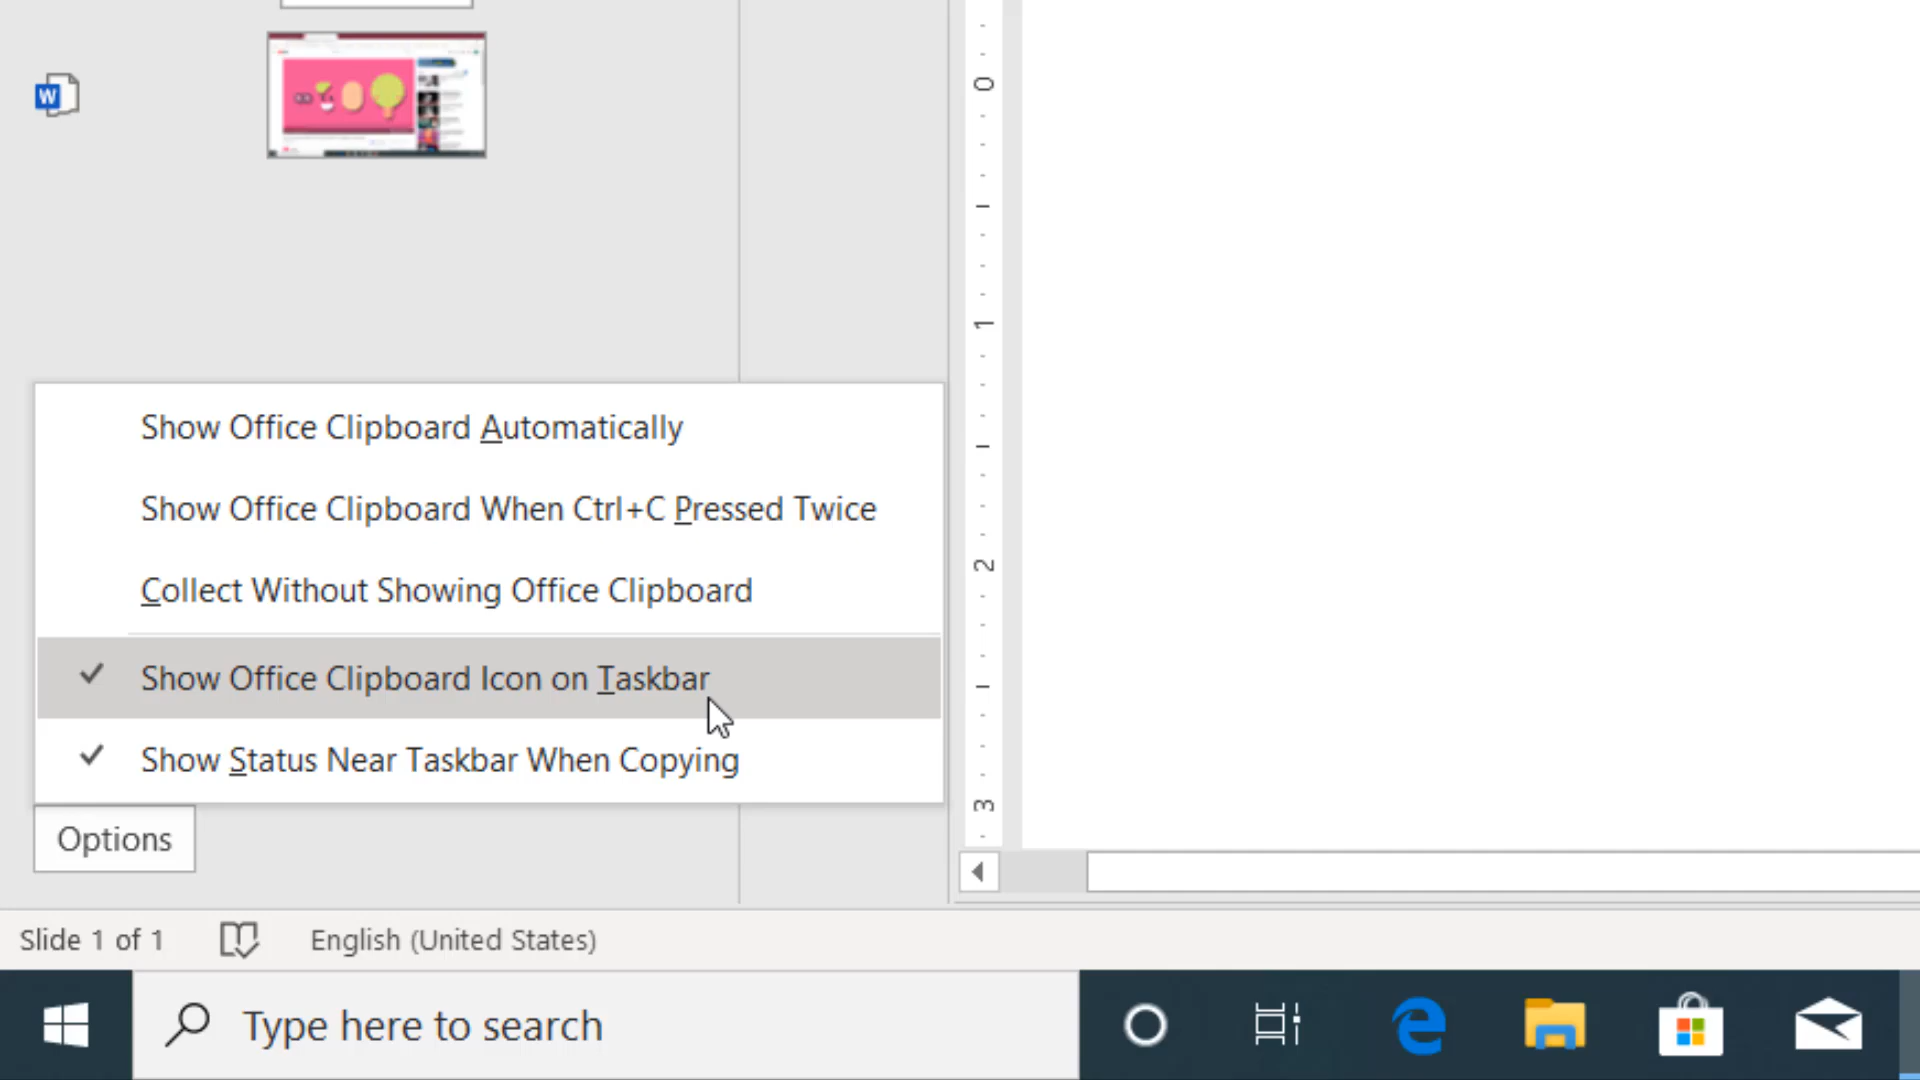 W
0
1
Show Office Clipboard Automatically
Show Office Clipboard When Ctrl+C Pressed Twice
2
Collect Without Showing Office Clipboard
Show Office Clipboard Icon on Taskbar
Show Status Near Taskbar When Copying
3
Options
Slide 1 of 1
English (United States)
Type here to search